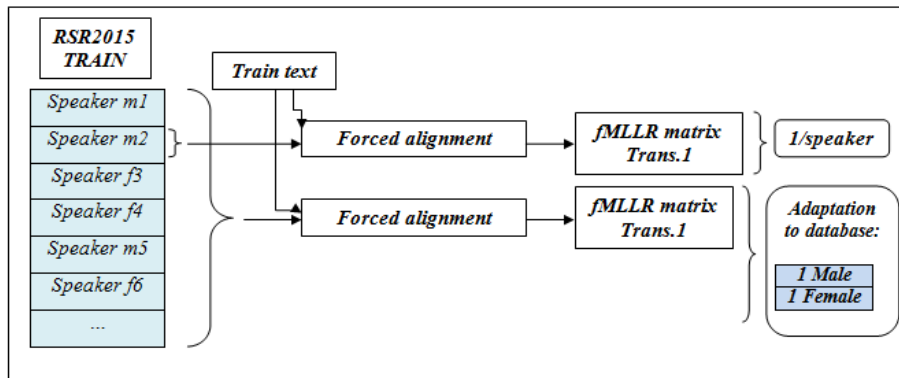 RSR2015
TRAIN
Speaker m1
Speaker m2
Speaker f3
Speaker f4
Speaker m5
Speaker f6
...
Train text
Forced alignment
fMLLR matrix
Trans.1
1/speaker
Forced alignment
fMLLR matrix
Trans.1
Adaptation
to database:
1 Male
1 Female